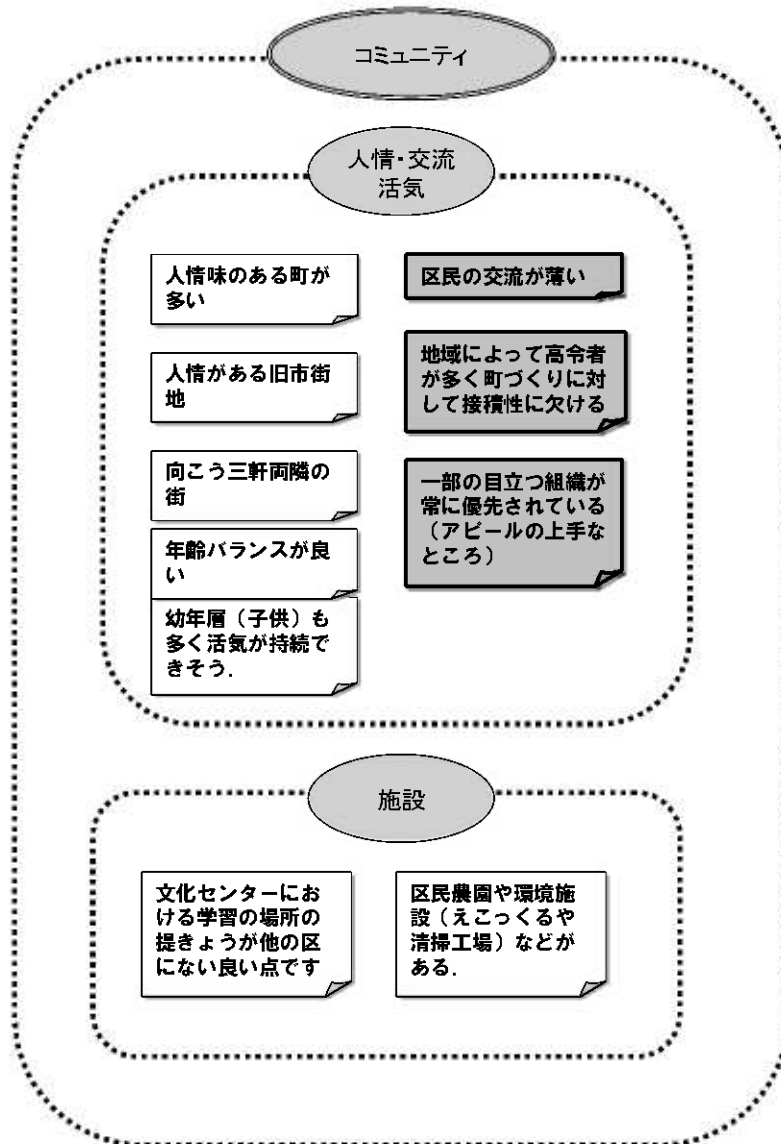 コミュニティ
人情・交流
活気
人情味のある町が
多い
人情がある旧市街
地
向こう三軒両隣の
街
年齢バランスが良
い
幼年層（子供）も
多く活気が持続で
きそう.
区民の交流が薄い
地域によって高令者
が多く町づくりに対
して接積性に欠ける
一部の目立つ組織が
常に優先されている
（アピールの上手な
ところ）
施設
文化センターにお
ける学習の場所の
提きょうが他の区
にない良い点です
区民農園や環境施
設（えこっくるや
清掃工場）などが
ある.